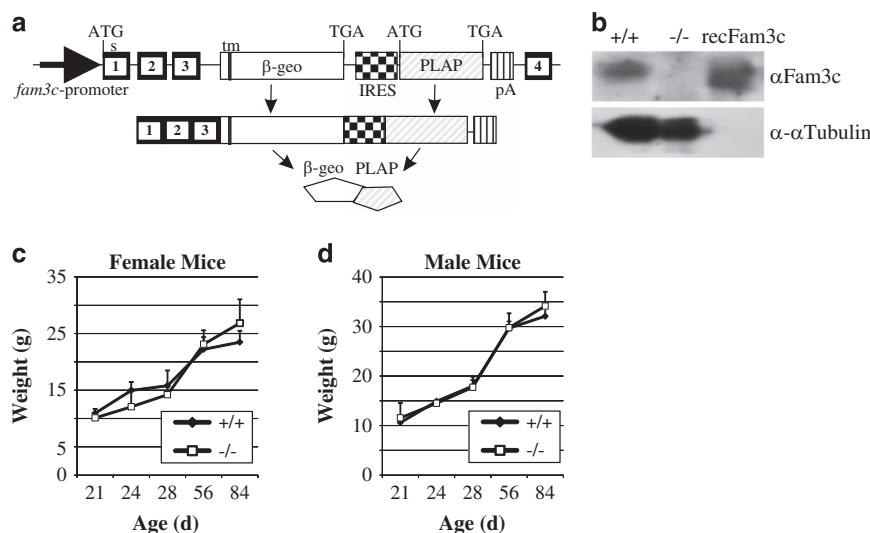 a
ATG
TGA
ATG
TGA
s
tm
1
2
3
β-geo
PLAP
4
fam3c-promoter
IRES
pA
1
2
3
β-geo PLAP
b
+/+ -/- recFam3c
αFam3c
α-αTubulin
c
Female Mice
Weight (g)
35
25
15
5
0
+/+
-/-
21 24 28 56 84
Age (d)
d
Male Mice
Weight (g)
40
30
20
10
0
+/+
-/-
21 24 28 56 84
Age (d)